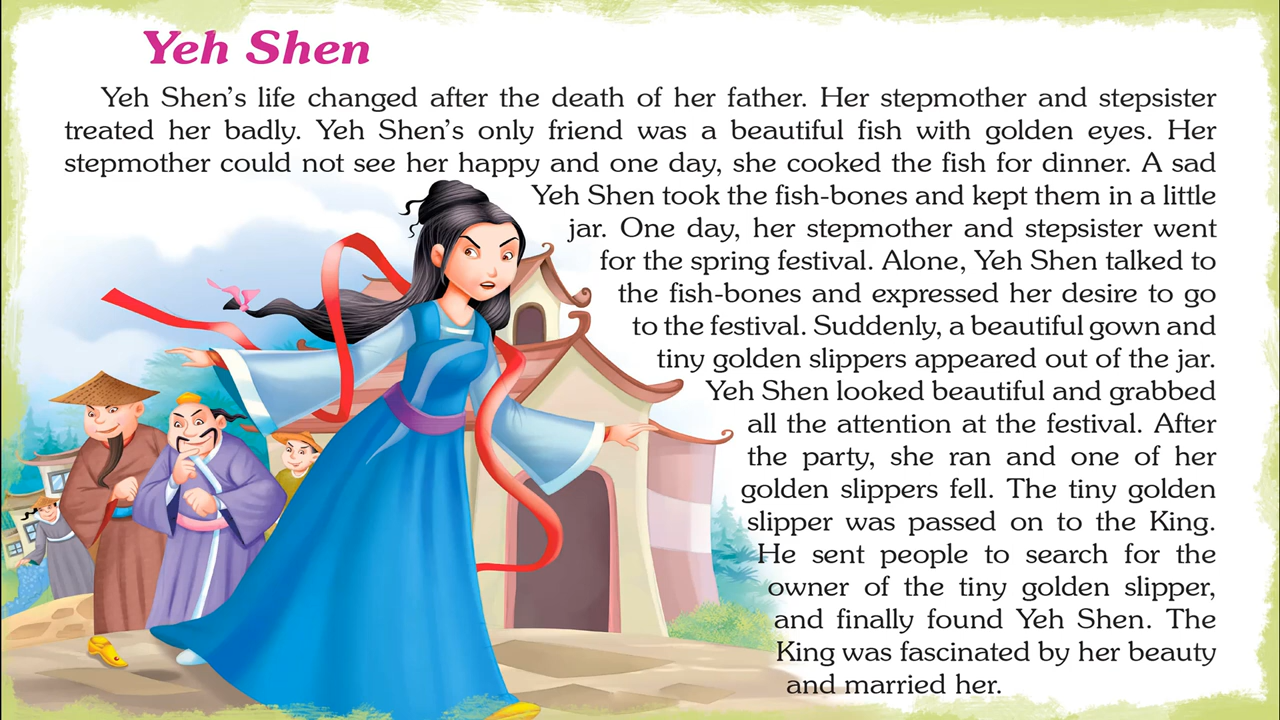 Yeh Shen
Yeh Shen's life changed after the death of her father. Her stepmother and stepsister
treated her badly. Yeh Shen's only friend was a beautiful fish with golden eyes. Her
stepmother could not see her happy and one day, she cooked the fish for dinner. A sad
Yeh Shen took the fish-bones and kept them in a little
jar. One day, her stepmother and stepsister went
for the spring festival. Alone, Yeh Shen talked to
the fish-bones and expressed her desire to go
to the festival. Suddenly, a beautiful gown and
tiny golden slippers appeared out of the jar.
Yeh Shen looked beautiful and grabbed
all the attention at the festival. After
the party, she ran and one of her
golden slippers fell. The tiny golden
slipper was passed on to the King.
He sent people to search for the
owner of the tiny golden slipper,
and finally found Yeh Shen. The
King was fascinated by her beauty
and married her.